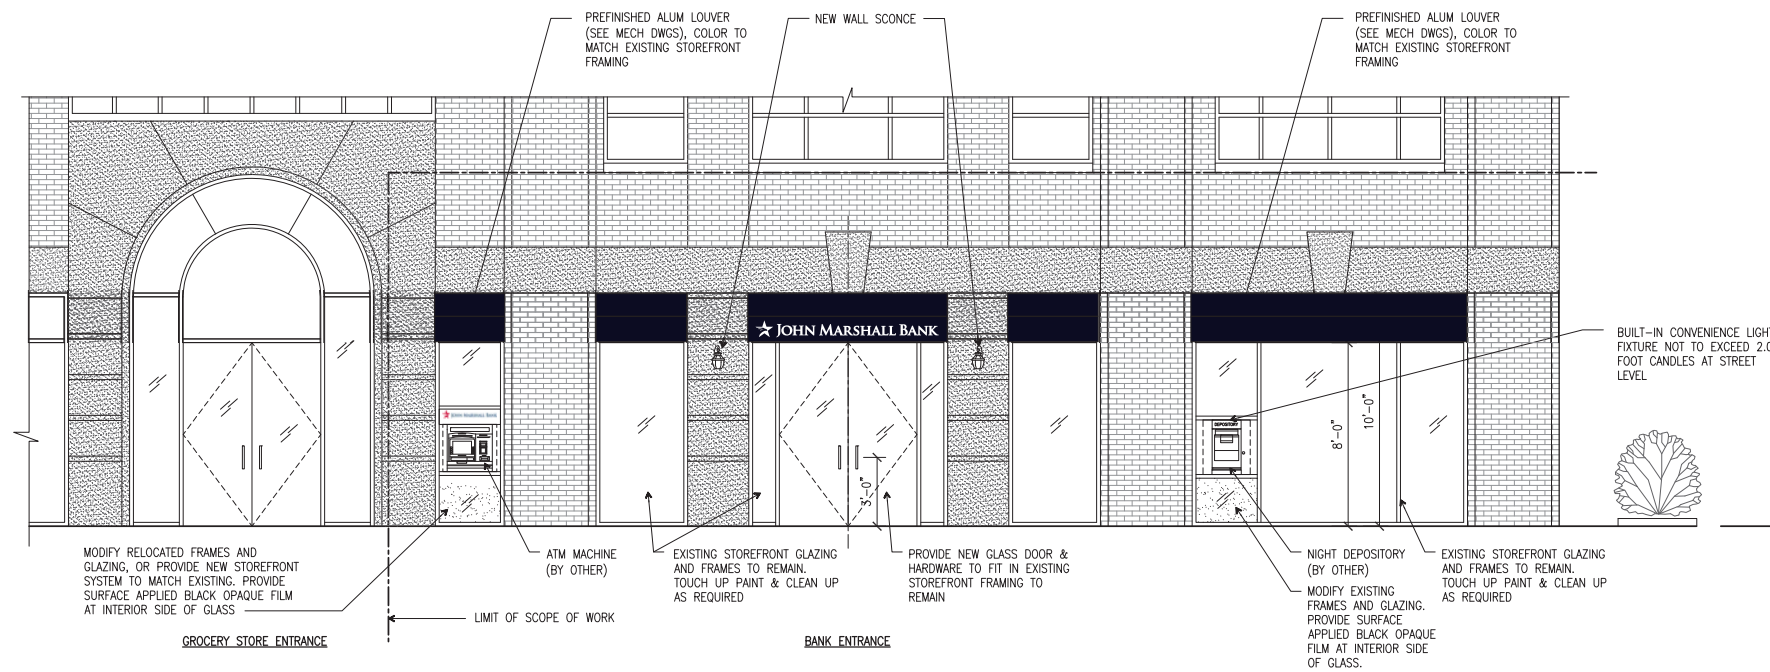 PREFINISHED ALUM LOUVER
(SEE MECH DWGS), COLOR TO
MATCH EXISTING STOREFRONT
FRAMING
NEW WALL SCONCE
PREFINISHED ALUM LOUVER
(SEE MECH DWGS), COLOR TO
MATCH EXISTING STOREFRONT
FRAMING
JOHN MARSHALL BANK
BUILT-IN CONVENIENCE LIGHT
FIXTURE NOT TO EXCEED 2.0
FOOT CANDLES AT STREET
LEVEL
JOHN MARSHALL BANK
DEPOSITORY
8'-0"
10'-0"
3'-0"
MODIFY RELOCATED FRAMES AND
GLAZING, OR PROVIDE NEW STOREFRONT
SYSTEM TO MATCH EXISTING. PROVIDE
SURFACE APPLIED BLACK OPAQUE FILM
AT INTERIOR SIDE OF GLASS
ATM MACHINE
(BY OTHER)
EXISTING STOREFRONT GLAZING
AND FRAMES TO REMAIN.
TOUCH UP PAINT & CLEAN UP
AS REQUIRED
PROVIDE NEW GLASS DOOR &
HARDWARE TO FIT IN EXISTING
STOREFRONT FRAMING TO
REMAIN
NIGHT DEPOSITORY
(BY OTHER)
MODIFY EXISTING
FRAMES AND GLAZING.
PROVIDE SURFACE
APPLIED BLACK OPAQUE
FILM AT INTERIOR SIDE
OF GLASS.
EXISTING STOREFRONT GLAZING
AND FRAMES TO REMAIN.
TOUCH UP PAINT & CLEAN UP
AS REQUIRED
LIMIT OF SCOPE OF WORK
GROCERY STORE ENTRANCE
BANK ENTRANCE